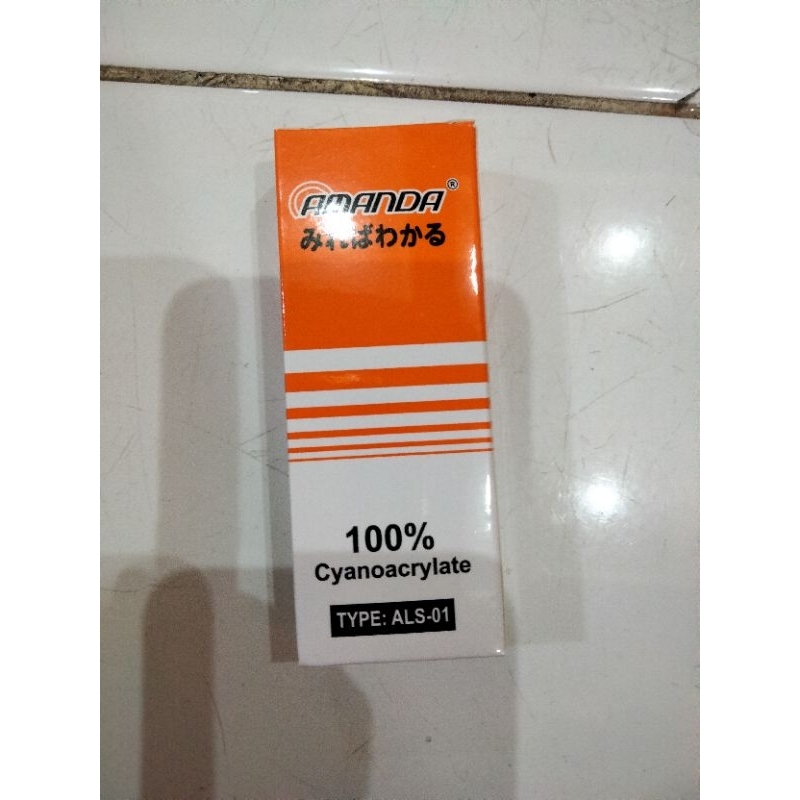 AMANDA®
みればわかる
100%
Cyanoacrylate
TYPE: ALS-01